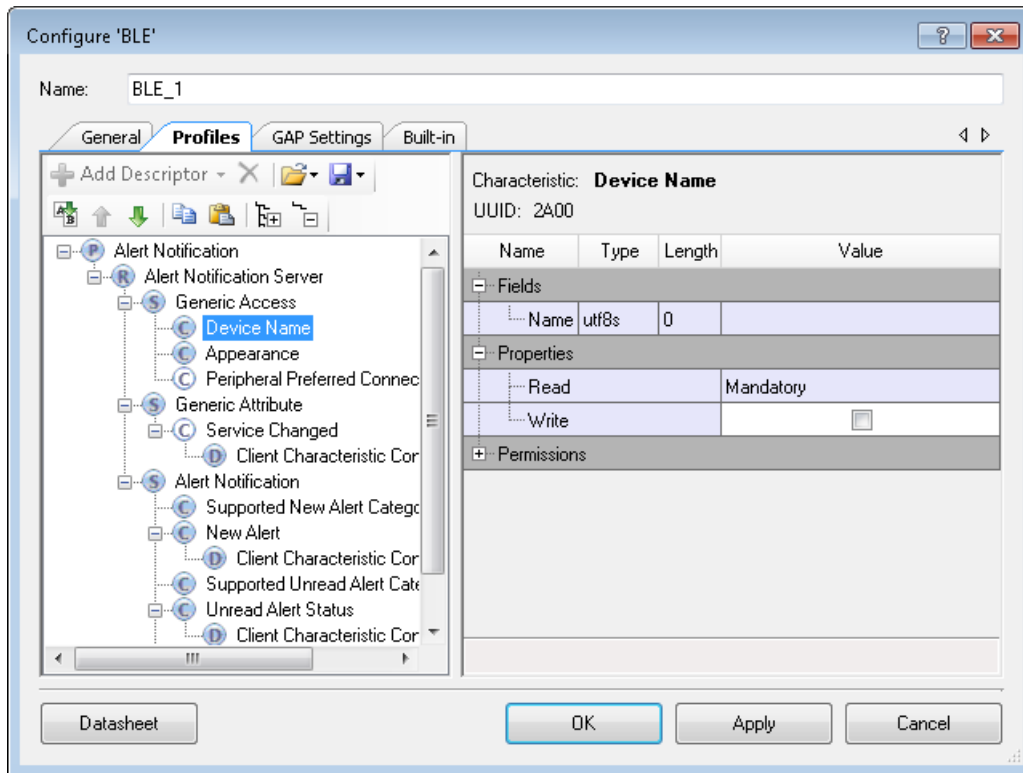 Configure 'BLE'
Name: BLE_1
General Profiles GAP Settings Built-in
Add Descriptor
Alert Notification
Alert Notification Server
Generic Access
Device Name
Appearance
Peripheral Preferred Connec
Generic Attribute
Service Changed
Client Characteristic Cor
Alert Notification
Supported New Alert Catego
New Alert
Client Characteristic Cor
Supported Unread Alert Cate
Unread Alert Status
Client Characteristic Cor
Characteristic: Device Name
UUID: 2A00
Name Type Length Value
Fields
Name utf8s 0
Properties
Read Mandatory
Write
Permissions
Datasheet OK Apply Cancel